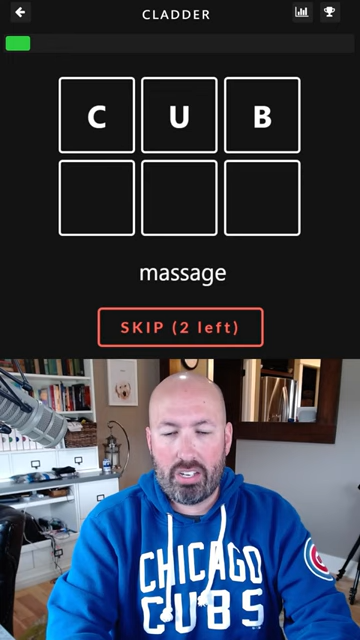 CLADDER
C U B
massage
SKIP (2 left)
CHICAGO
CUBS